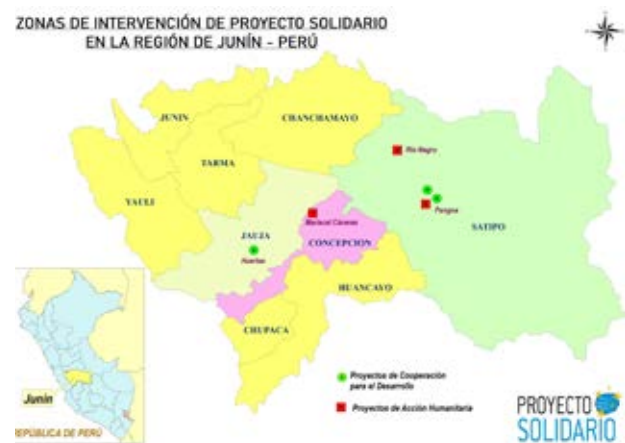 ZONAS DE INTERVENCIÓN DE PROYECTO SOLIDARIO
EN LA REGIÓN DE JUNÍN - PERÚ
JUNIN
CHANCHAMAYO
TARMA
YAULI
Rio Negro
Pangoa
SATIPO
Mariscal Caceres
JAUJA
CONCEPCION
Huertas
HUANCAYO
CHUPACA
Junín
REPÚBLICA DE PERÚ
Proyectos de Cooperación
para el Desarrollo
Proyectos de Acción Humanitaria
PROYECTO
SOLIDARIO